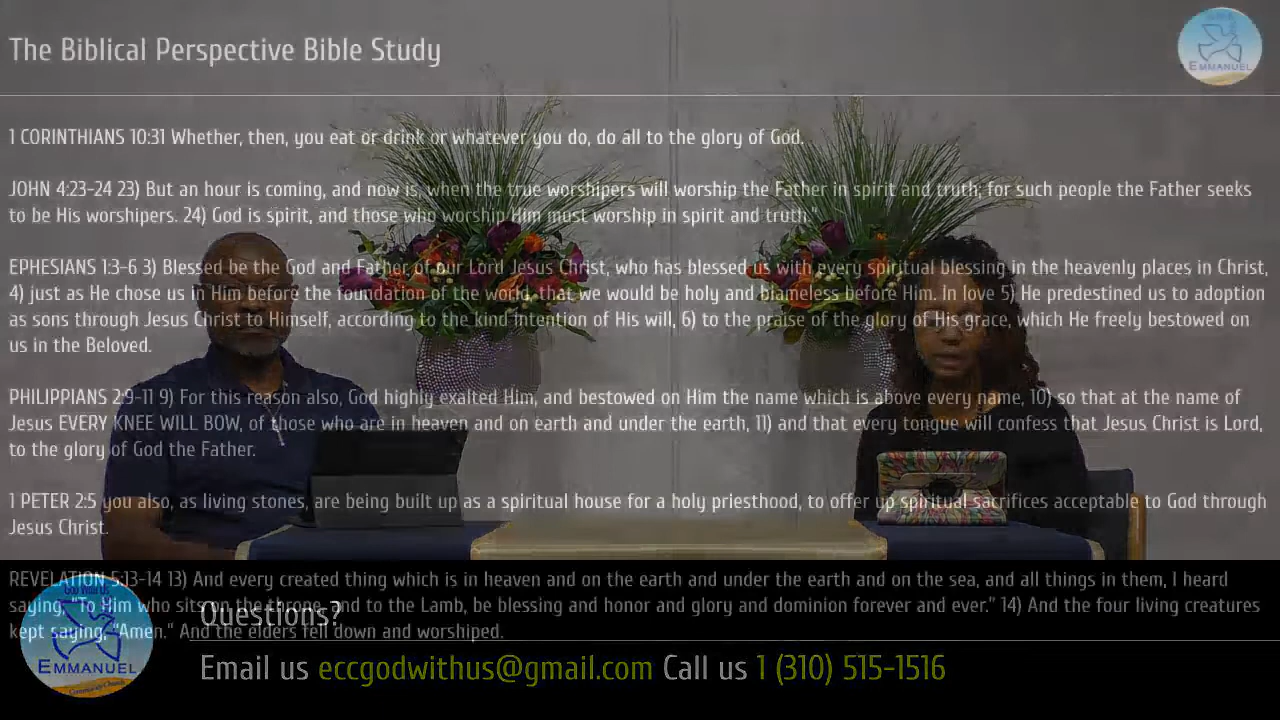 The Biblical Perspective Bible Study
EMMANUEL
1 CORINTHIANS 10:31 Whether, then, you eat or drink or whatever you do, do all to the glory of God.
JOHN 4:23-24 23) But an hour is coming, and now is, when the true worshipers will worship the Father in spirit and truth; for such people the Father seeks
to be His worshipers. 24) God is spirit, and those who worship Him must worship in spirit and truth."
EPHESIANS 1:3-6 3) Blessed be the God and Father of our Lord Jesus Christ, who has blessed us with every spiritual blessing in the heavenly places in Christ,
4) just as He chose us in Him before the foundation of the world, that we would be holy and blameless before Him. In love 5) He predestined us to adoption
as sons through Jesus Christ to Himself, according to the kind intention of His will, 6) to the praise of the glory of His grace, which He freely bestowed on
us in the Beloved.
PHILIPPIANS 2:9-11 9) For this reason also, God highly exalted Him, and bestowed on Him the name which is above every name, 10) so that at the name of
Jesus EVERY KNEE WILL BOW, of those who are in heaven and on earth and under the earth, 11) and that every tongue will confess that Jesus Christ is Lord,
to the glory of God the Father.
1 PETER 2:5 you also, as living stones, are being built up as a spiritual house for a holy priesthood, to offer up spiritual sacrifices acceptable to God through
Jesus Christ.
REVELATION 5:13-14 13) And every created thing which is in heaven and on the earth and under the earth and on the sea, and all things in them, I heard
saying, "To Him who sits on the throne, and to the Lamb, be blessing and honor and glory and dominion forever and ever." 14) And the four living creatures
kept saying, "Amen." And the elders fell down and worshiped.
God With Us
EMMANUEL
Community Church
Questions?
Email us eccgodwithus@gmail.com Call us 1 (310) 515-1516